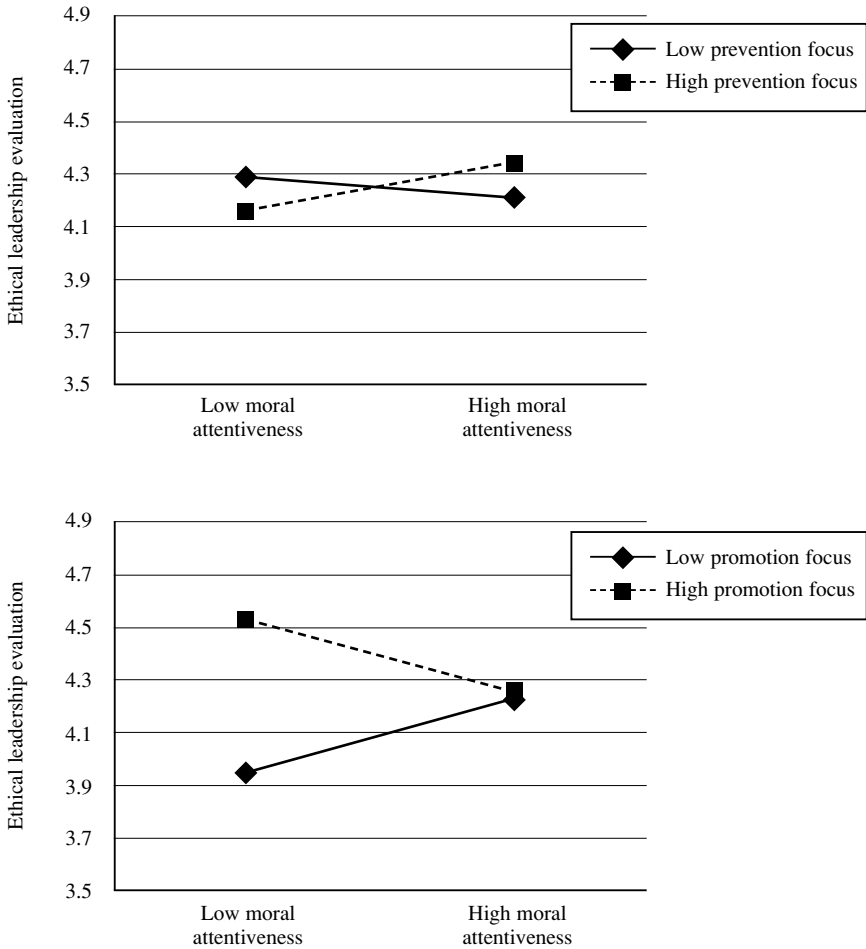 4.9
4.7
4.5
4.3
4.1
3.9
3.7
3.5
Ethical leadership evaluation
Low prevention focus
High prevention focus
Low moral
attentiveness
High moral
attentiveness
4.9
4.7
4.5
4.3
4.1
3.9
3.7
3.5
Ethical leadership evaluation
Low promotion focus
High promotion focus
Low moral
attentiveness
High moral
attentiveness